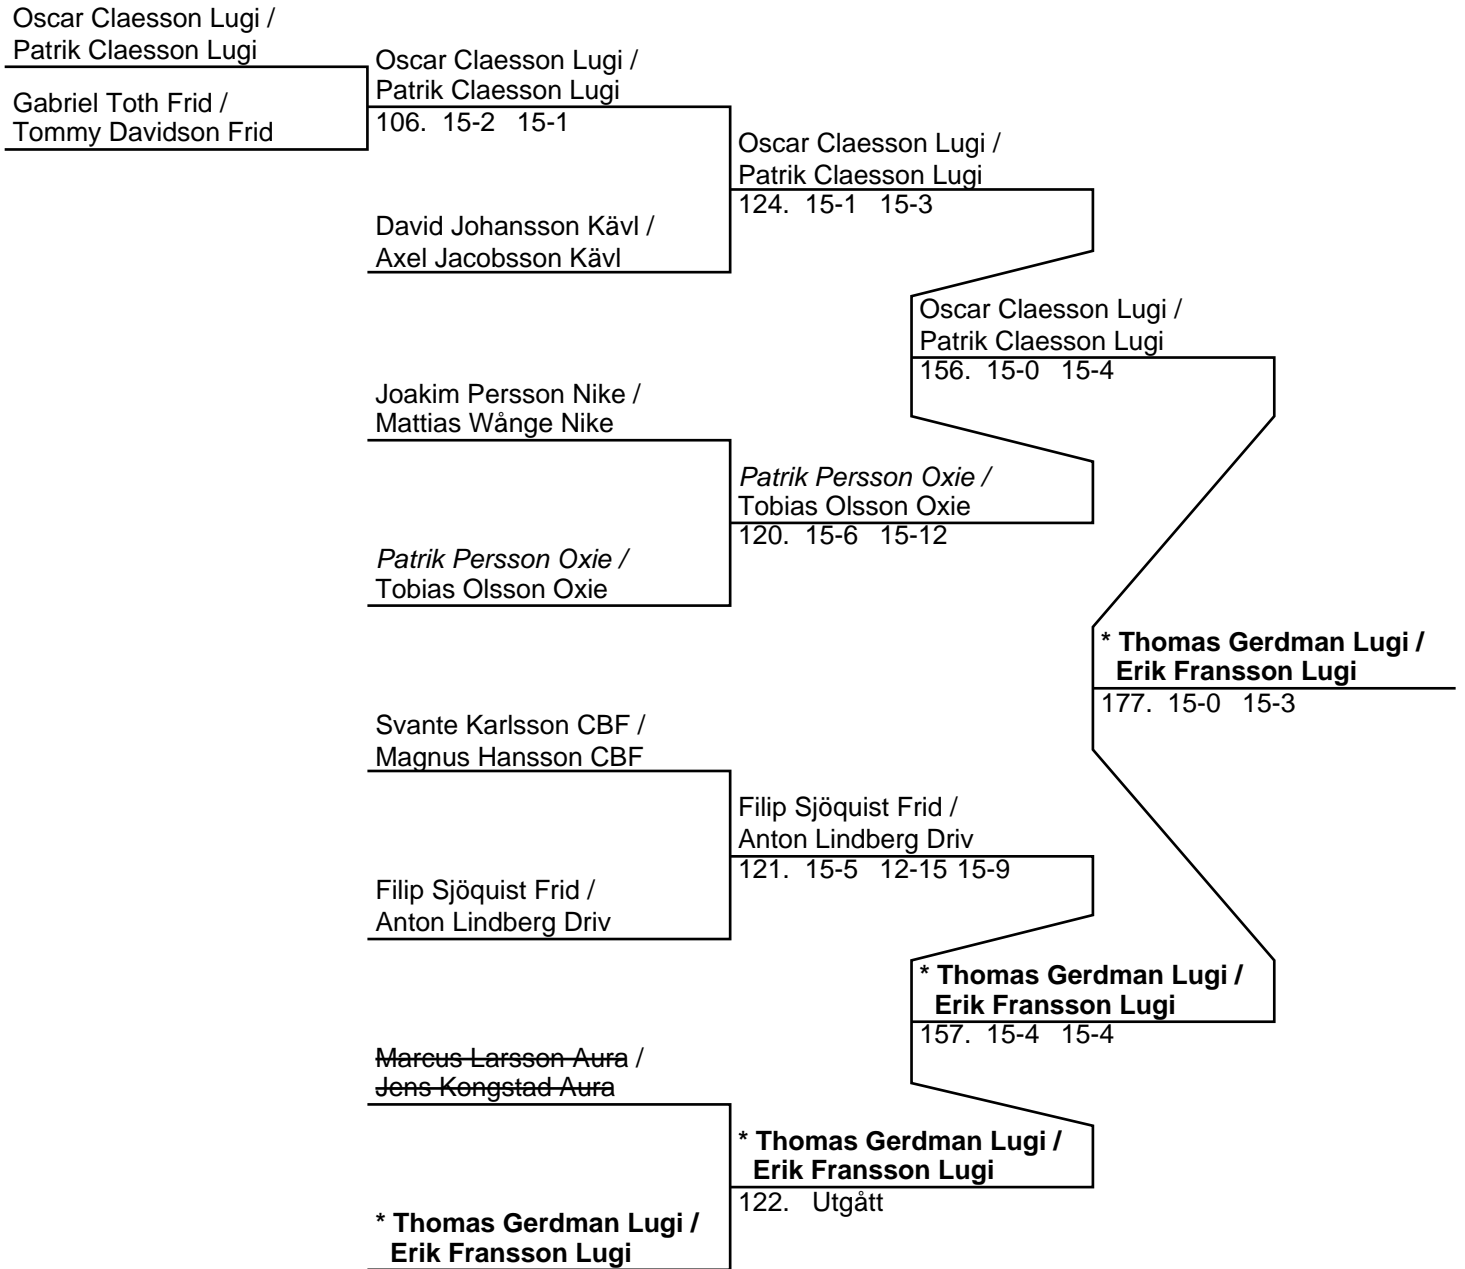 Oscar Claesson Lugi /
Patrik Claesson Lugi
Gabriel Toth Frid /
Tommy Davidson Frid
Oscar Claesson Lugi /
Patrik Claesson Lugi
106. 15-2 15-1
David Johansson Kävl /
Axel Jacobsson Kävl
Joakim Persson Nike /
Mattias Wånge Nike
Patrik Persson Oxie /
Tobias Olsson Oxie
Svante Karlsson CBF /
Magnus Hansson CBF
Filip Sjöquist Frid /
Anton Lindberg Driv
Marcus Larsson Aura /
Jens Kongstad Aura
* Thomas Gerdman Lugi /
Erik Fransson Lugi
Oscar Claesson Lugi /
Patrik Claesson Lugi
124. 15-1 15-3
Patrik Persson Oxie /
Tobias Olsson Oxie
120. 15-6 15-12
Filip Sjöquist Frid /
Anton Lindberg Driv
121. 15-5 12-15 15-9
* Thomas Gerdman Lugi /
Erik Fransson Lugi
122. Utgått
Oscar Claesson Lugi /
Patrik Claesson Lugi
156. 15-0 15-4
* Thomas Gerdman Lugi /
Erik Fransson Lugi
157. 15-4 15-4
* Thomas Gerdman Lugi /
Erik Fransson Lugi
177. 15-0 15-3